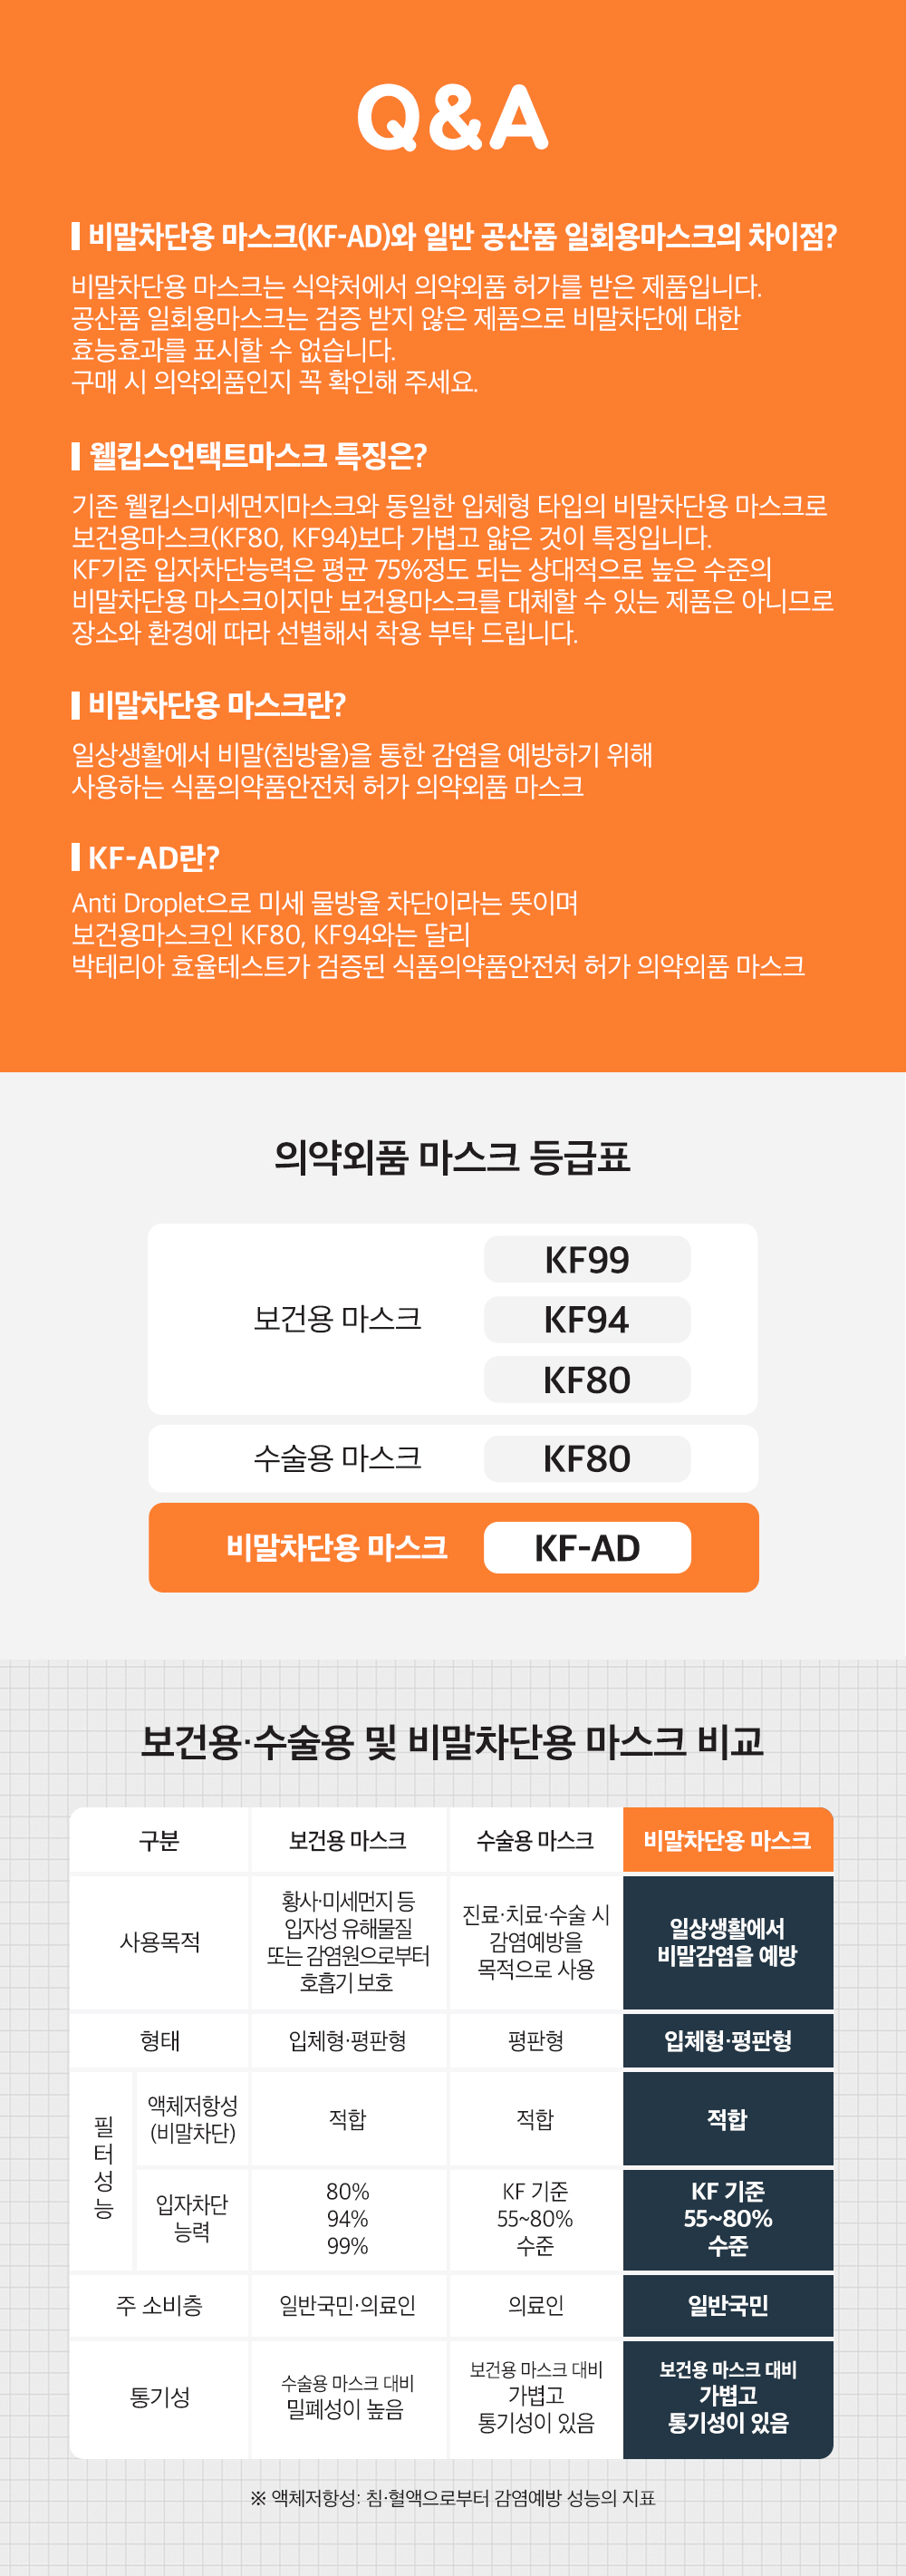 Q&A
비말차단용 마스크(KF-AD)와 일반 공산품 일회용마스크의 차이점?
비말차단용 마스크는 식약처에서 의약외품 허가를 받은 제품입니다.
공산품 일회용마스크는 검증 받지 않은 제품으로 비말차단에 대한
효능효과를 표시할 수 없습니다.
구매 시 의약외품인지 꼭 확인해 주세요.
웰킵스언택트마스크 특징은?
기존 웰킵스미세먼지마스크와 동일한 입체형 타입의 비말차단용 마스크로
보건용마스크(KF80, KF94)보다 가볍고 얇은 것이 특징입니다.
KF기준 입자차단능력은 평균 75%정도 되는 상대적으로 높은 수준의
비말차단용 마스크이지만 보건용마스크를 대체할 수 있는 제품은 아니므로
장소와 환경에 따라 선별해서 착용 부탁 드립니다.
비말차단용 마스크란?
일상생활에서 비말(침방울)을 통한 감염을 예방하기 위해
사용하는 식품의약품안전처 허가 의약외품 마스크
KF-AD란?
Anti Droplet으로 미세 물방울 차단이라는 뜻이며
보건용마스크인 KF80, KF94와는 달리
박테리아 효율테스트가 검증된 식품의약품안전처 허가 의약외품 마스크
의약외품 마스크 등급표
KF99
보건용 마스크 KF94
KF80
수술용 마스크 KF80
비말차단용 마스크 KF-AD
보건용·수술용 및 비말차단용 마스크 비교
구분 보건용 마스크 수술용 마스크 비말차단용 마스크
사용목적
황사·미세먼지 등
입자성 유해물질
또는 감염원으로부터
호흡기 보호
진료·치료·수술 시
감염예방을
목적으로 사용
일상생활에서
비말감염을 예방
형태 입체형·평판형 평판형 입체형·평판형
필
터
성
능
액체저항성
(비말차단)
적합 적합 적합
입자차단
능력
80%
94%
99%
KF 기준
55~80%
수준
KF 기준
55~80%
수준
주 소비층 일반국민·의료인 의료인 일반국민
통기성
수술용 마스크 대비
밀폐성이 높음
보건용 마스크 대비
가볍고
통기성이 있음
보건용 마스크 대비
가볍고
통기성이 있음
※ 액체저항성: 침·혈액으로부터 감염예방 성능의 지표